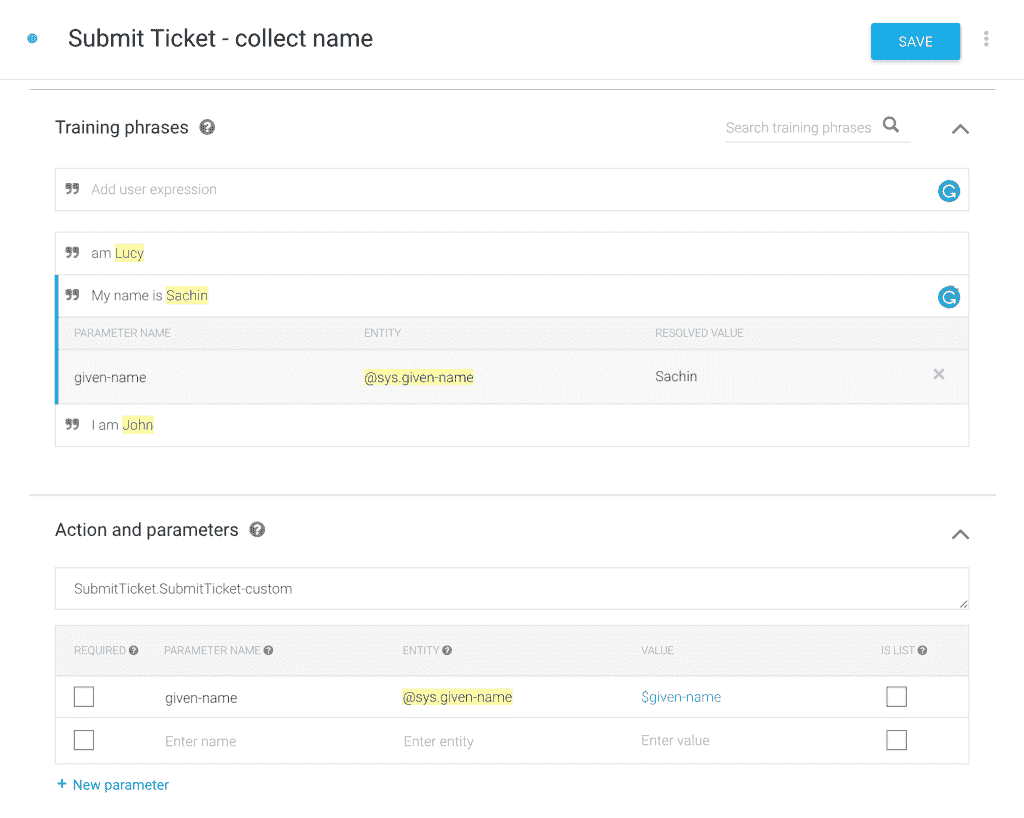 Submit Ticket - collect name
SAVE
Training phrases
Search training phrases
Add user expression
am Lucy
My name is Sachin
PARAMETER NAME ENTITY RESOLVED VALUE
given-name @sys.given-name Sachin
I am John
Action and parameters
SubmitTicket.SubmitTicket-custom
REQUIRED PARAMETER NAME ENTITY VALUE IS LIST
given-name @sys.given-name $given-name
Enter name Enter entity Enter value
+ New parameter